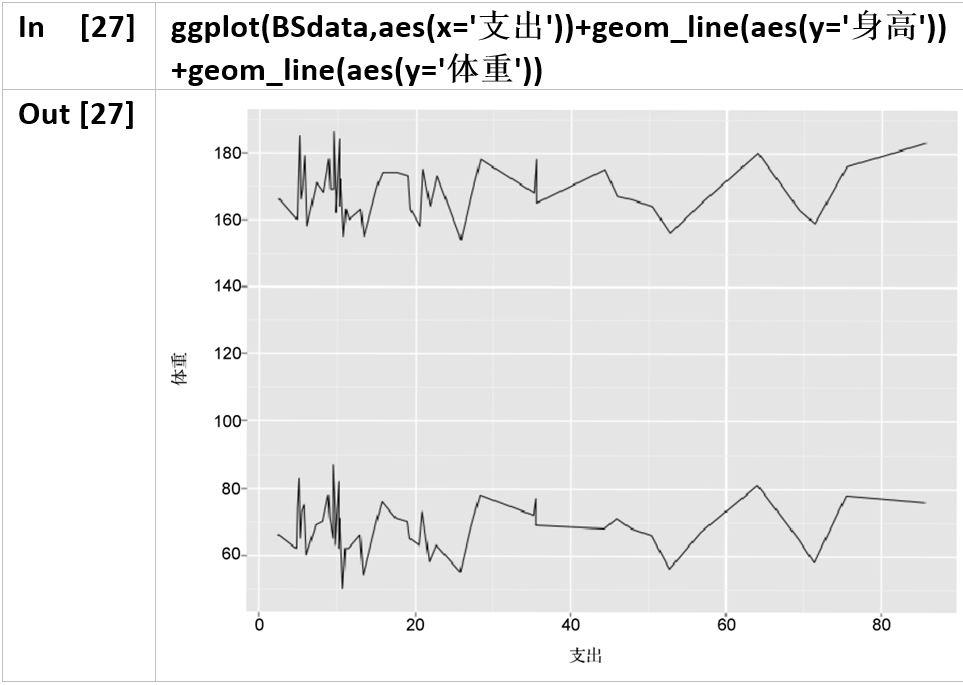 In [27]
ggplot(BSdata,aes(x='支出'))+geom_line(aes(y='身高'))
+geom_line(aes(y='体重'))
Out [27]
180
160
140
120
100
80
60
体重
0 20 40 60 80
支出